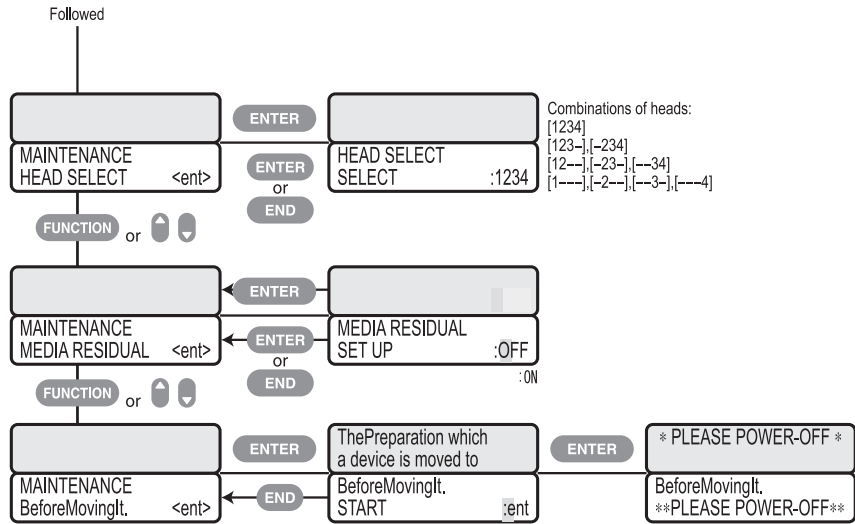 Followed
ENTER
Combinations of heads:
[1234]
[123–],[–234]
[12––],[–23–],[––34]
[1–––],[–2––],[––3–],[–––4]
MAINTENANCE
HEAD SELECT <ent>
ENTER
or
END
HEAD SELECT
SELECT :1234
FUNCTION or
ENTER
MAINTENANCE
MEDIA RESIDUAL <ent>
ENTER
or
END
MEDIA RESIDUAL
SET UP :OFF
: ON
FUNCTION or
ENTER
ThePreparation which
a device is moved to
ENTER
* PLEASE POWER-OFF *
MAINTENANCE
BeforeMovingIt. <ent>
END
BeforeMovingIt.
START :ent
BeforeMovingIt.
**PLEASE POWER-OFF**